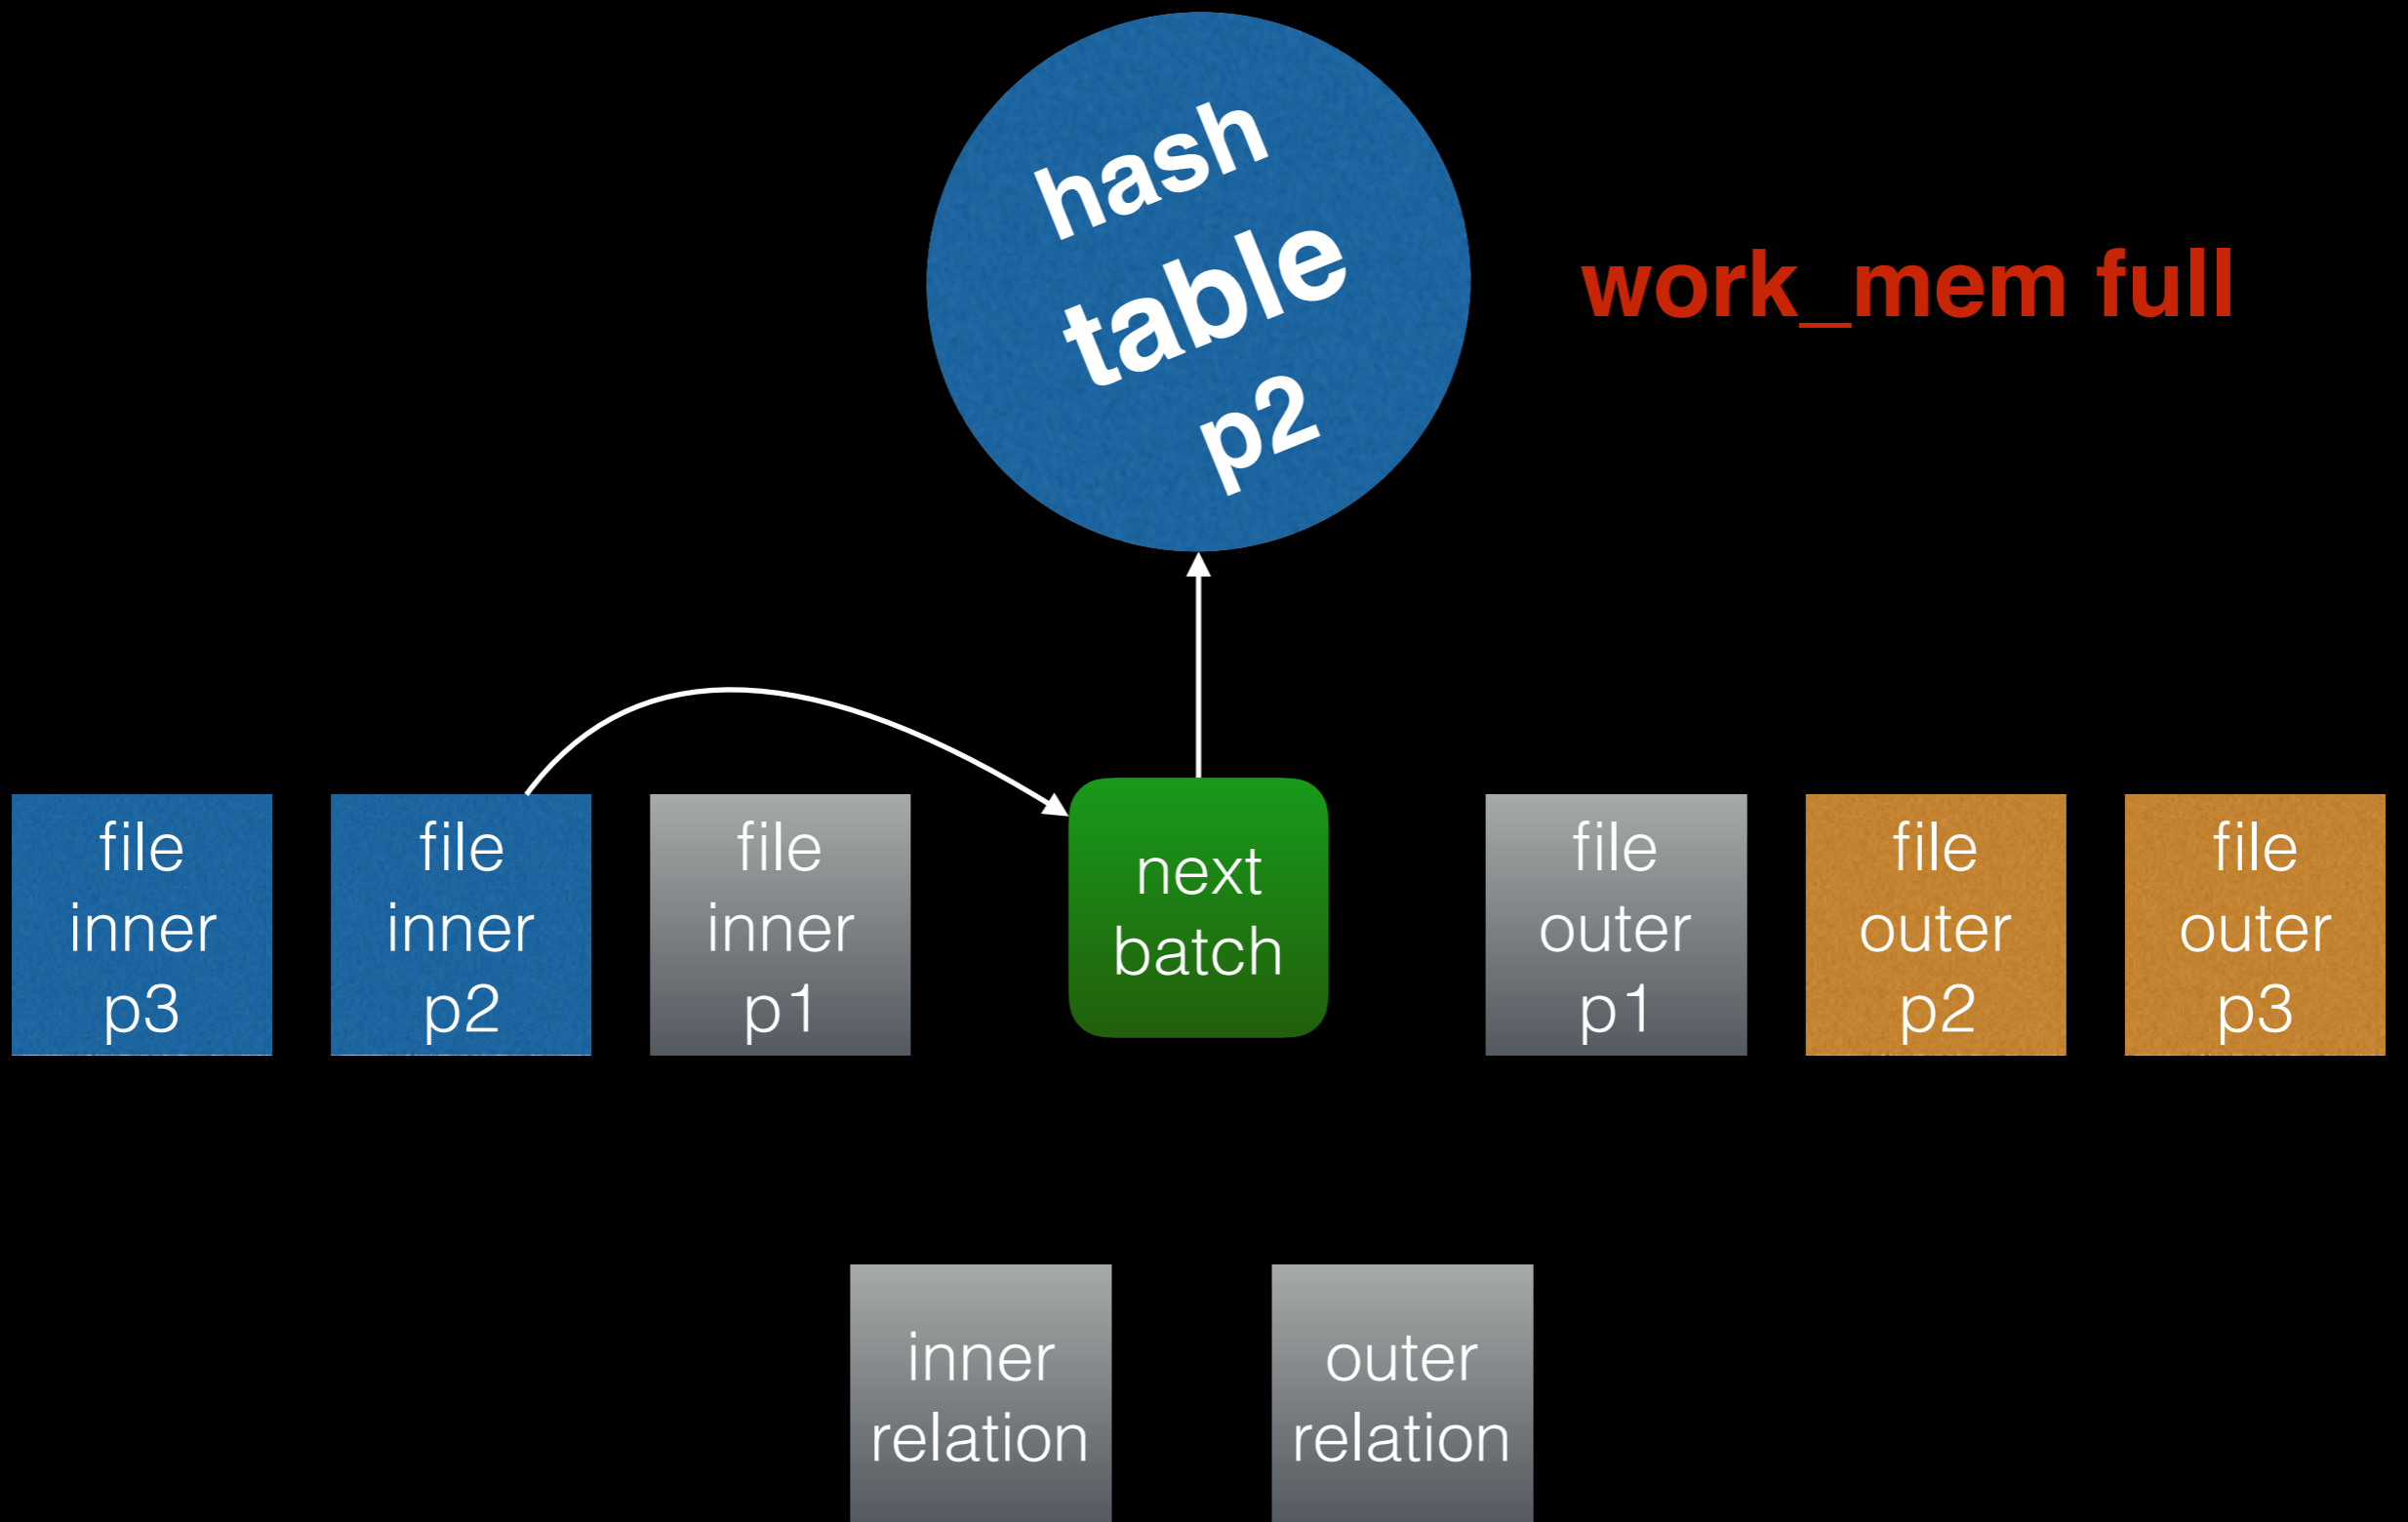 hash
table
p2
work_mem full
file
inner
p3
file
inner
p2
file
inner
p1
next
batch
file
outer
p1
file
outer
p2
file
outer
p3
inner
relation
outer
relation